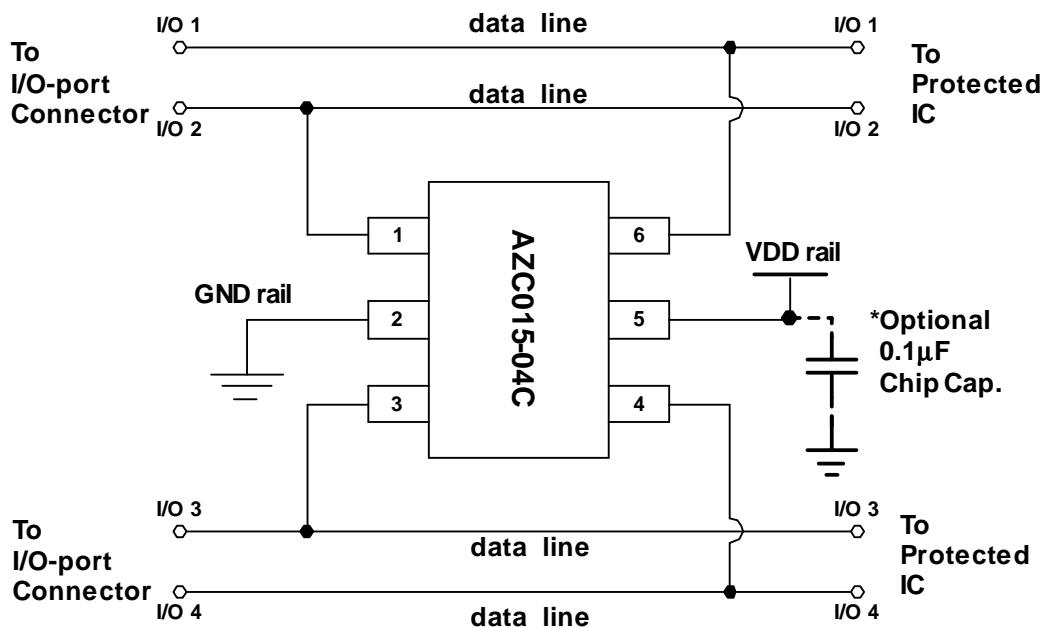 I/O 1
data line
I/O 1
To
I/O-port
Connector
To
Protected
IC
data line
I/O 2
I/O 2
1
6
AZC015-04C
VDD rail
GND rail
2
5
*Optional
0.1μF
Chip Cap.
3
4
I/O 3
I/O 3
To
I/O-port
Connector
To
Protected
IC
data line
I/O 4
I/O 4
data line